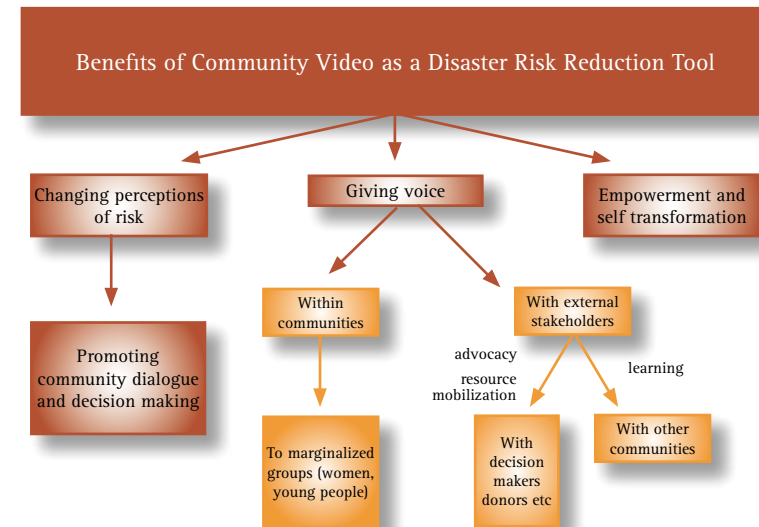 Benefits of Community Video as a Disaster Risk Reduction Tool
Changing perceptions
of risk
Giving voice
Empowerment and
self transformation
Within
communities
With external
stakeholders
Promoting
community dialogue
and decision making
advocacy
resource
mobilization
learning
To marginalized
groups (women,
young people)
With
decision
makers
donors etc
With other
communities